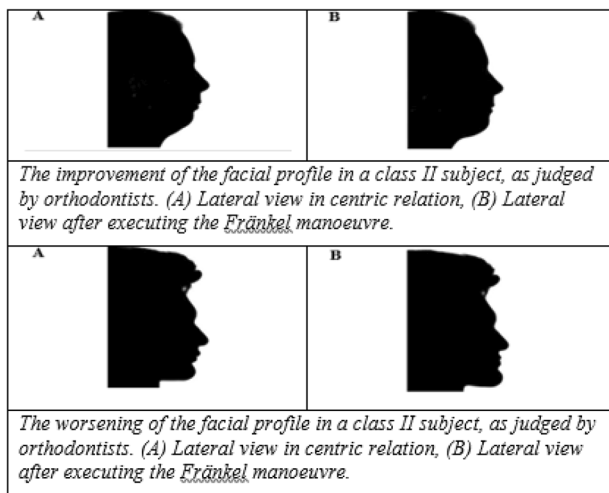 A
B
The improvement of the facial profile in a class II subject, as judged
by orthodontists. (A) Lateral view in centric relation, (B) Lateral
view after executing the Fränkel manoeuvre.
A
B
The worsening of the facial profile in a class II subject, as judged by
orthodontists. (A) Lateral view in centric relation, (B) Lateral view
after executing the Fränkel manoeuvre.